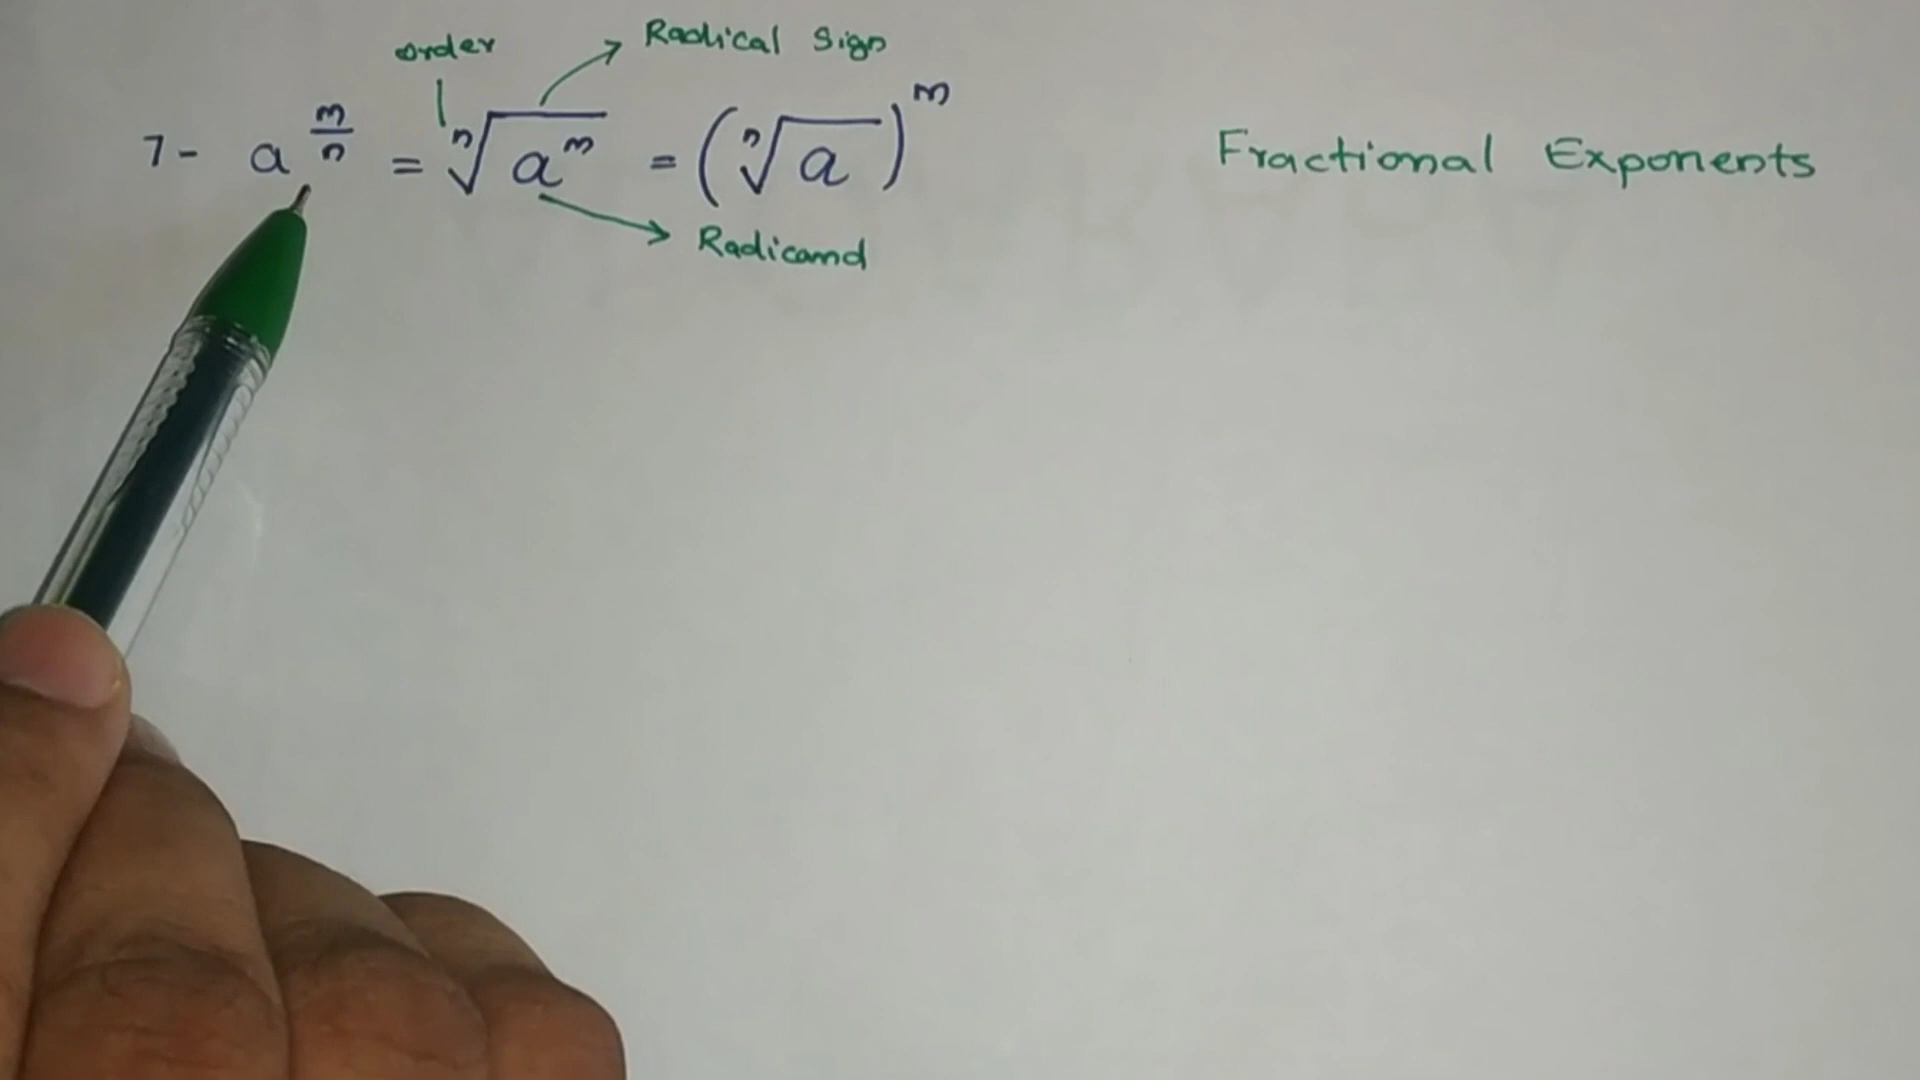 order Radical Sign
7- a^(m/n) = ⁿ√(a^m) = (ⁿ√a)^m Fractional Exponents
Radicand